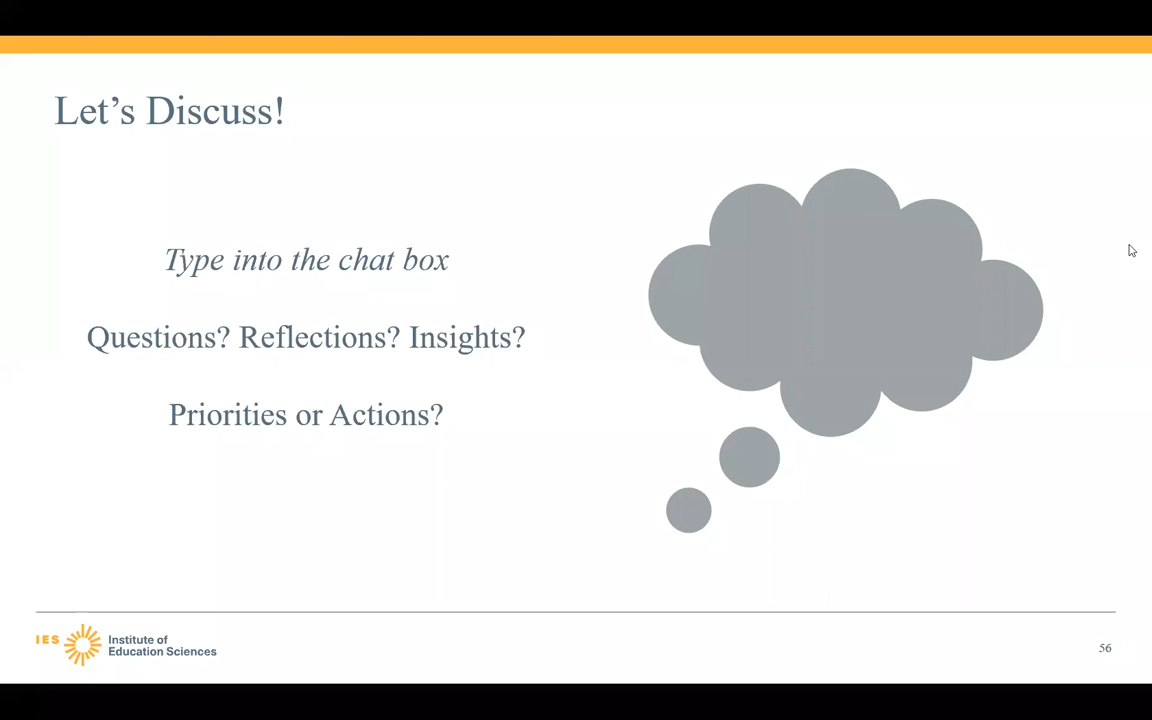 Let's Discuss!
Type into the chat box
Questions? Reflections? Insights?
Priorities or Actions?
IES
Institute of
Education Sciences
56